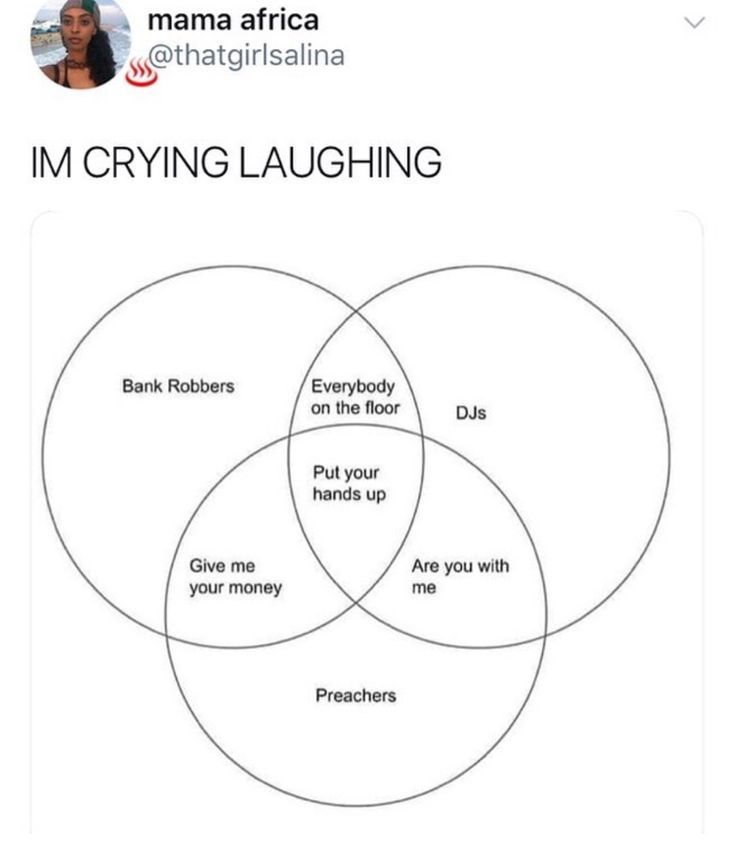 mama africa
@thatgirlsalina
IM CRYING LAUGHING
Bank Robbers
Everybody
on the floor
DJs
Put your
hands up
Give me
your money
Are you with
me
Preachers